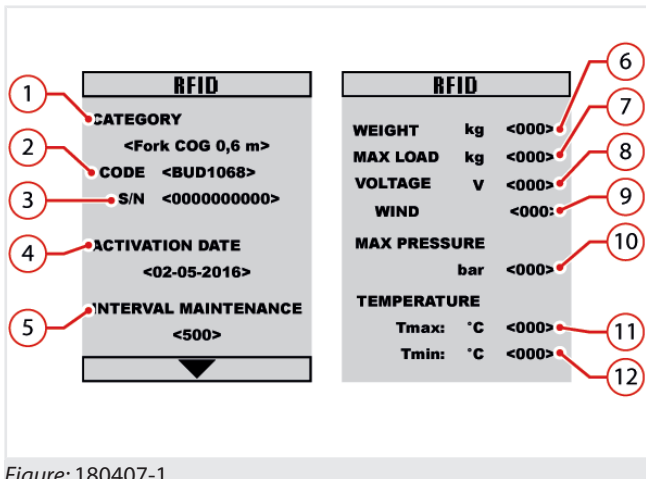 RFID
1
CATEGORY
<Fork COG 0,6 m>
2
CODE <BUD1068>
3
S/N <0000000000>
4
ACTIVATION DATE
<02-05-2016>
5
INTERVAL MAINTENANCE
<500>
RFID
WEIGHT kg <000> 6
MAX LOAD kg <000> 7
VOLTAGE V <000> 8
WIND <000: 9
MAX PRESSURE
bar <000> 10
TEMPERATURE
Tmax: °C <000> 11
Tmin: °C <000> 12
Figure: 180407-1